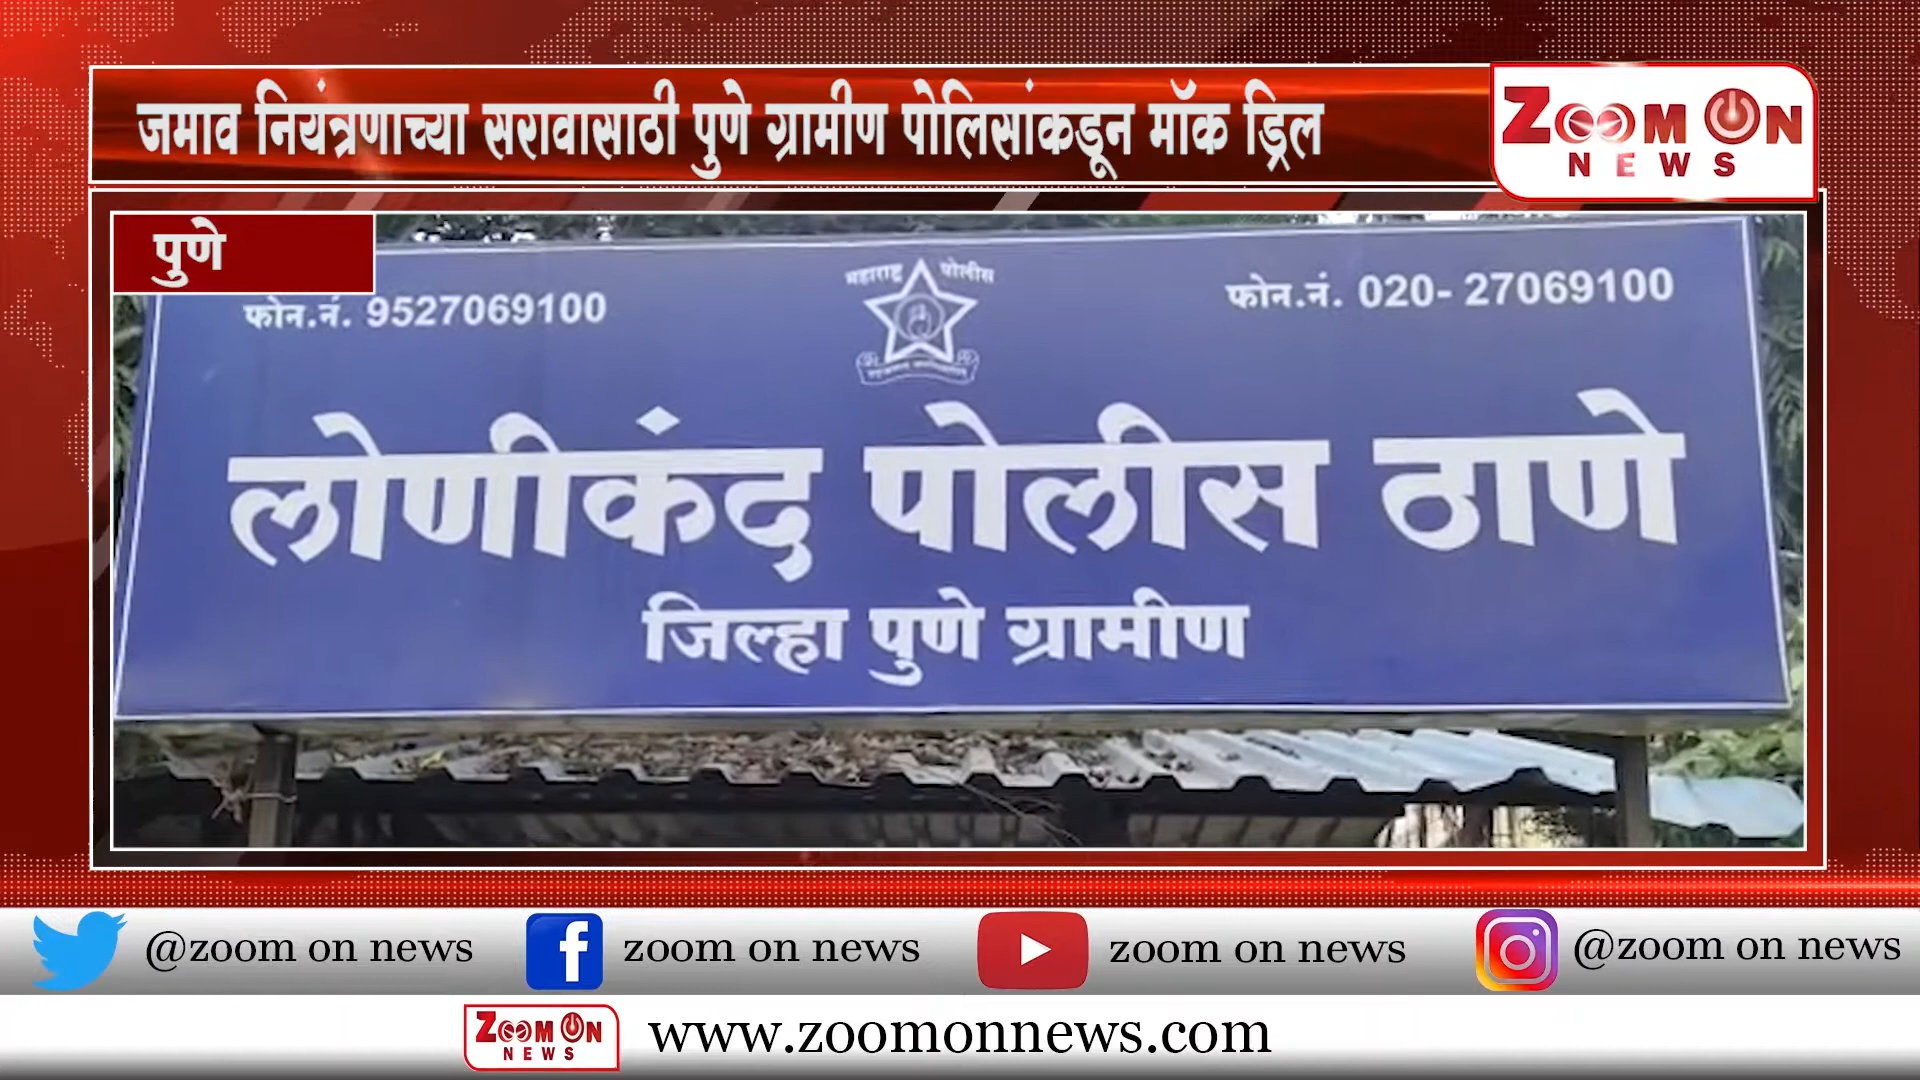 जमाव नियंत्रणाच्या सरावासाठी पुणे ग्रामीण पोलिसांकडून मॉक ड्रिल
ZOOM ON
NEWS
पुणे
महाराष्ट्र पोलीस
फोन.नं. 9527069100
फोन.नं. 020- 27069100
लोणीकंद पोलीस ठाणे
जिल्हा पुणे ग्रामीण
@zoom on news
zoom on news
zoom on news
@zoom on news
ZOOM ON
NEWS
www.zoomonnews.com